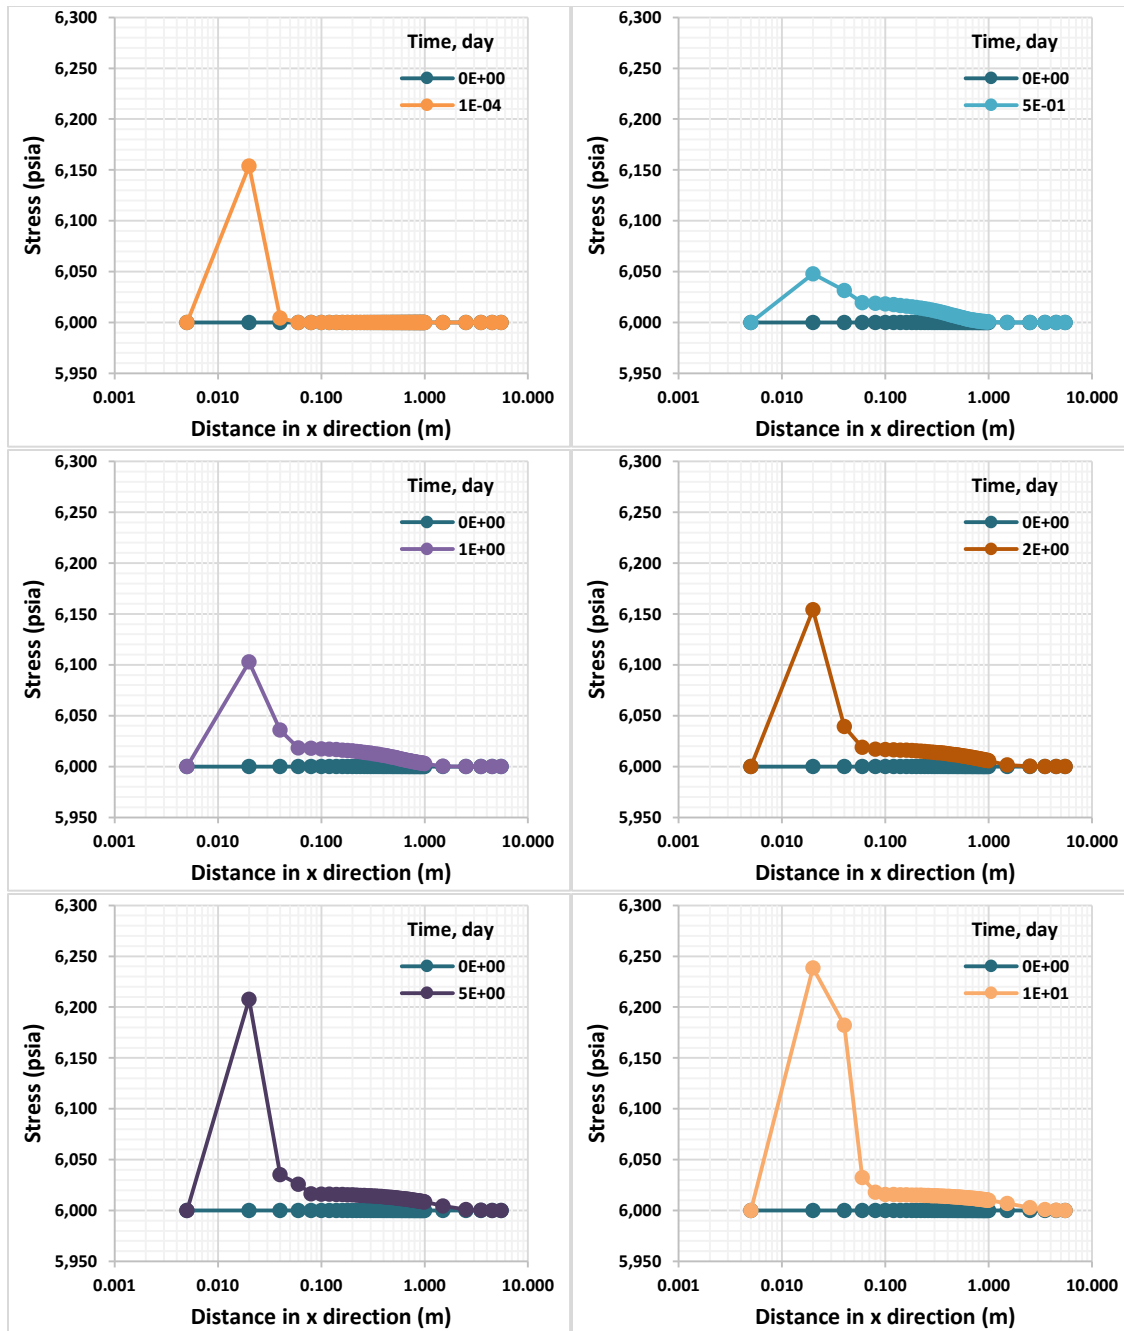 6,300
6,250
6,200
6,150
6,100
6,050
6,000
5,950
Stress (psia)
Time, day
0E+00
1E-04
0.001
0.010
0.100
1.000
10.000
Distance in x direction (m)
6,300
6,250
6,200
6,150
6,100
6,050
6,000
5,950
Stress (psia)
Time, day
0E+00
5E-01
0.001
0.010
0.100
1.000
10.000
Distance in x direction (m)
6,300
6,250
6,200
6,150
6,100
6,050
6,000
5,950
Stress (psia)
Time, day
0E+00
1E+00
0.001
0.010
0.100
1.000
10.000
Distance in x direction (m)
6,300
6,250
6,200
6,150
6,100
6,050
6,000
5,950
Stress (psia)
Time, day
0E+00
2E+00
0.001
0.010
0.100
1.000
10.000
Distance in x direction (m)
6,300
6,250
6,200
6,150
6,100
6,050
6,000
5,950
Stress (psia)
Time, day
0E+00
5E+00
0.001
0.010
0.100
1.000
10.000
Distance in x direction (m)
6,300
6,250
6,200
6,150
6,100
6,050
6,000
5,950
Stress (psia)
Time, day
0E+00
1E+01
0.001
0.010
0.100
1.000
10.000
Distance in x direction (m)